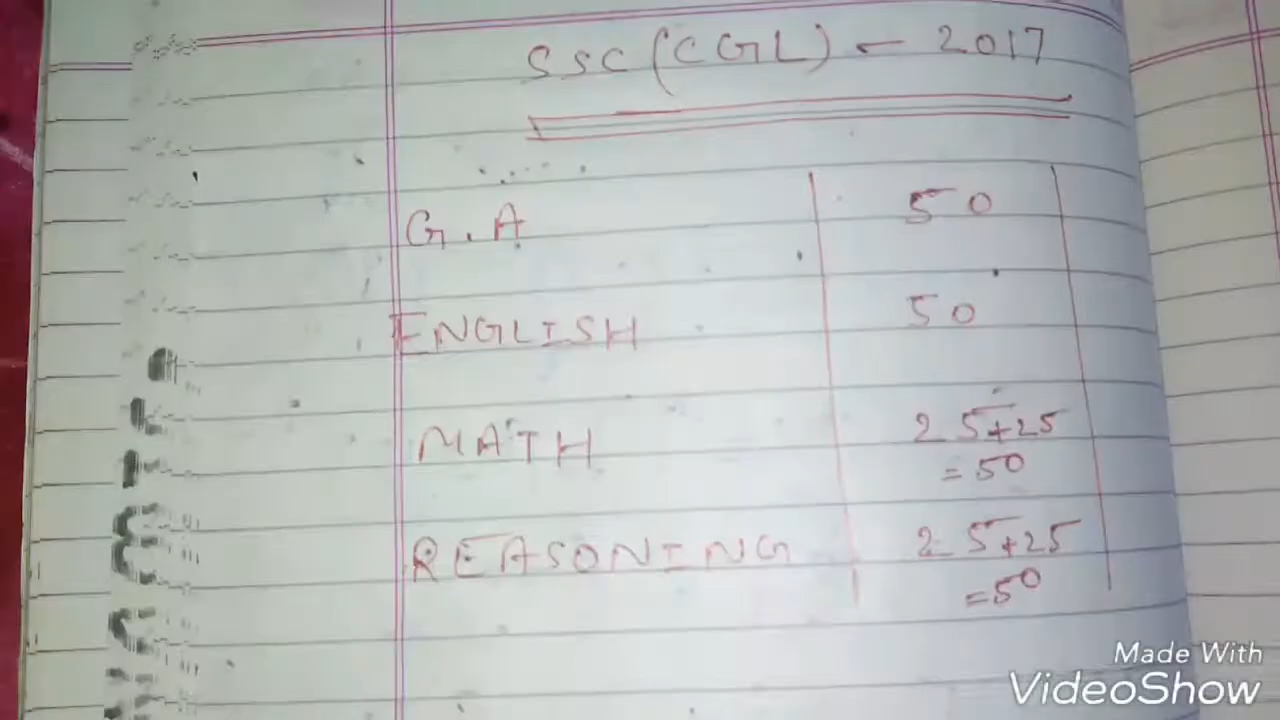 SSC (CGL) - 2017
G.A 50
ENGLISH 50
MATH 25+25
=50
REASONING 25+25
=50
Made With
VideoShow